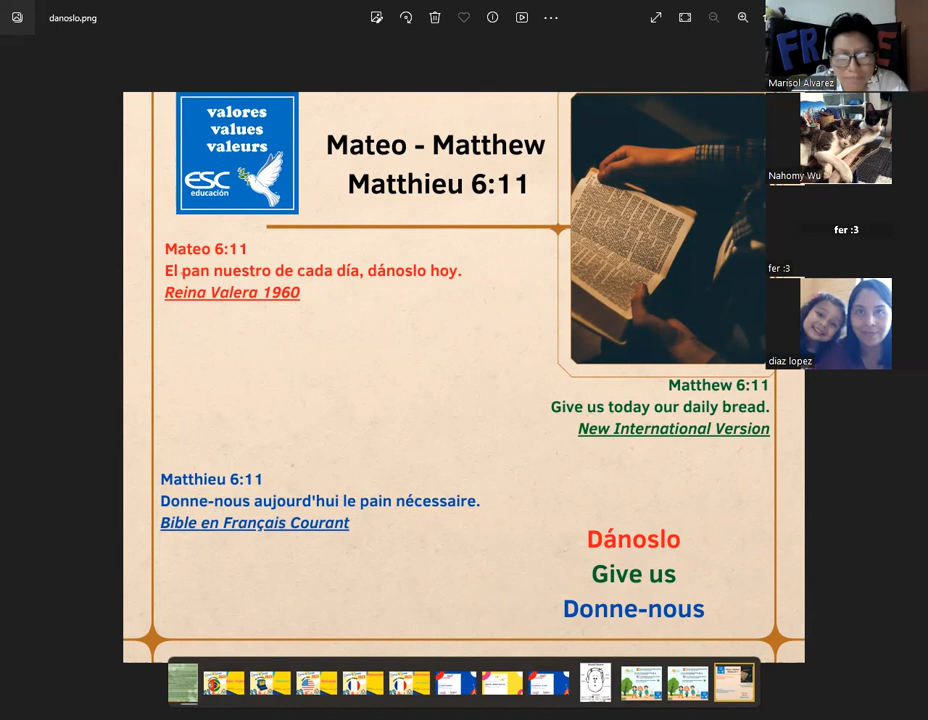 danoslo.png
valores
values
valeurs
esc
educación
Mateo - Matthew
Matthieu 6:11
Mateo 6:11
El pan nuestro de cada día, dánoslo hoy.
Reina Valera 1960
Matthew 6:11
Give us today our daily bread.
New International Version
Matthieu 6:11
Donne-nous aujourd'hui le pain nécessaire.
Bible en Français Courant
Dánoslo
Give us
Donne-nous
Marisol Alvarez
Nahomy Wu
fer :3
fer :3
diaz lopez